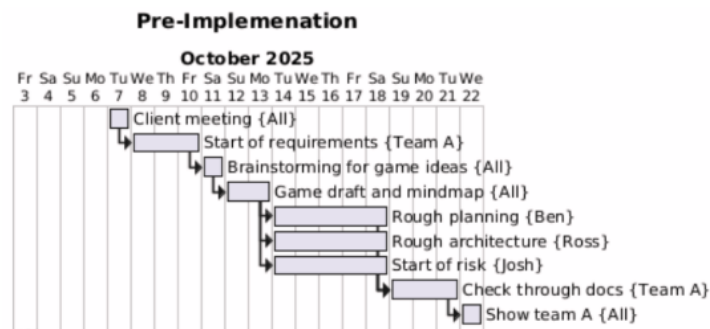 Pre-Implemenation
October 2025
Fr Sa Su Mo Tu We Th Fr Sa Su Mo Tu We Th Fr Sa Su Mo Tu We
3 4 5 6 7 8 9 10 11 12 13 14 15 16 17 18 19 20 21 22
Client meeting {All}
Start of requirements {Team A}
Brainstorming for game ideas {All}
Game draft and mindmap {All}
Rough planning {Ben}
Rough architecture {Ross}
Start of risk {Josh}
Check through docs {Team A}
Show team A {All}